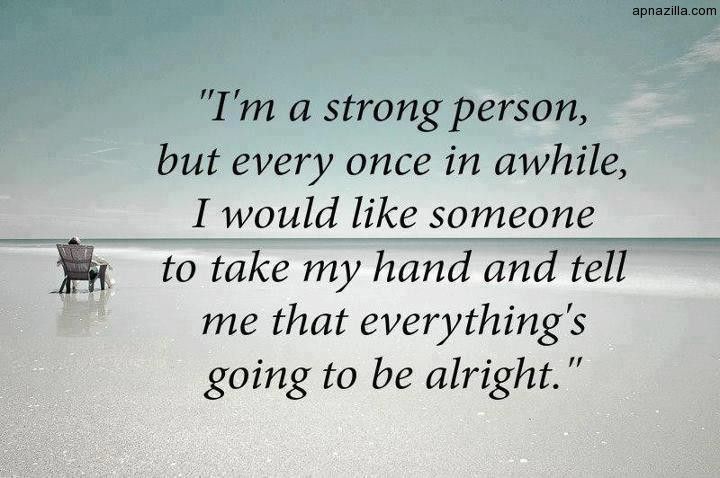 apnazilla.com
"I'm a strong person,
but every once in awhile,
I would like someone
to take my hand and tell
me that everything's
going to be alright."